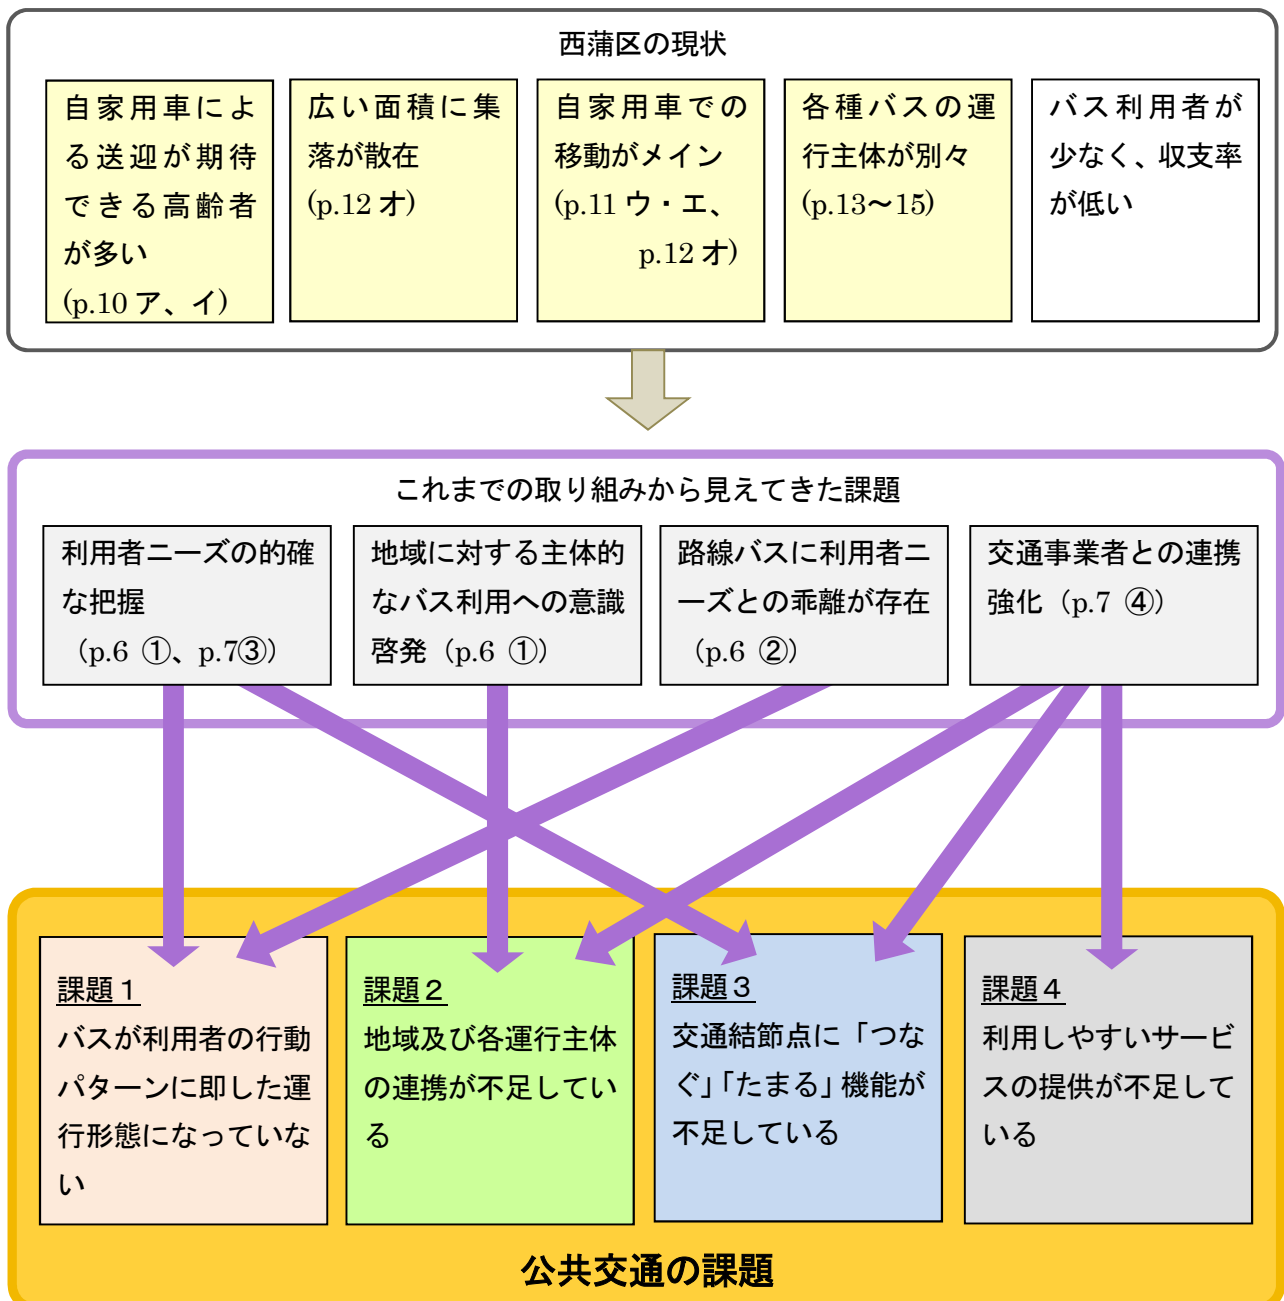 西蒲区の現状
自家用車によ
る送迎が期待
できる高齢者
が多い
(p.10 ア、イ)
広い面積に集
落が散在
(p.12 オ)
自家用車での
移動がメイン
(p.11 ウ・エ、
p.12 オ)
各種バスの運
行主体が別々
(p.13～15)
バス利用者が
少なく、収支率
が低い
これまでの取り組みから見えてきた課題
利用者ニーズの的確
な把握
（p.6 ①、p.7③）
地域に対する主体的
なバス利用への意識
啓発（p.6 ①）
路線バスに利用者ニ
ーズとの乖離が存在
（p.6 ②）
交通事業者との連携
強化（p.7 ④）
課題１
バスが利用者の行動
パターンに即した運
行形態になっていな
い
課題２
地域及び各運行主体
の連携が不足してい
る
課題３
交通結節点に「つな
ぐ」「たまる」機能が
不足している
課題４
利用しやすいサービ
スの提供が不足して
いる
公共交通の課題